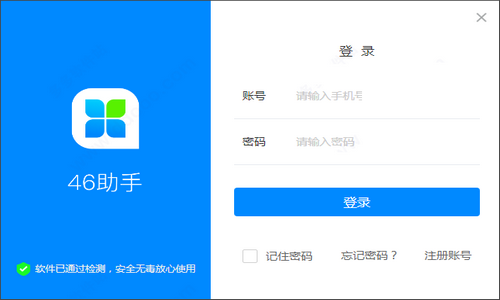 46助手
软件已通过检测，安全无毒放心使用
登 录
账号 请输入手机号
密码 请输入密码
登录
记住密码 忘记密码？ 注册账号